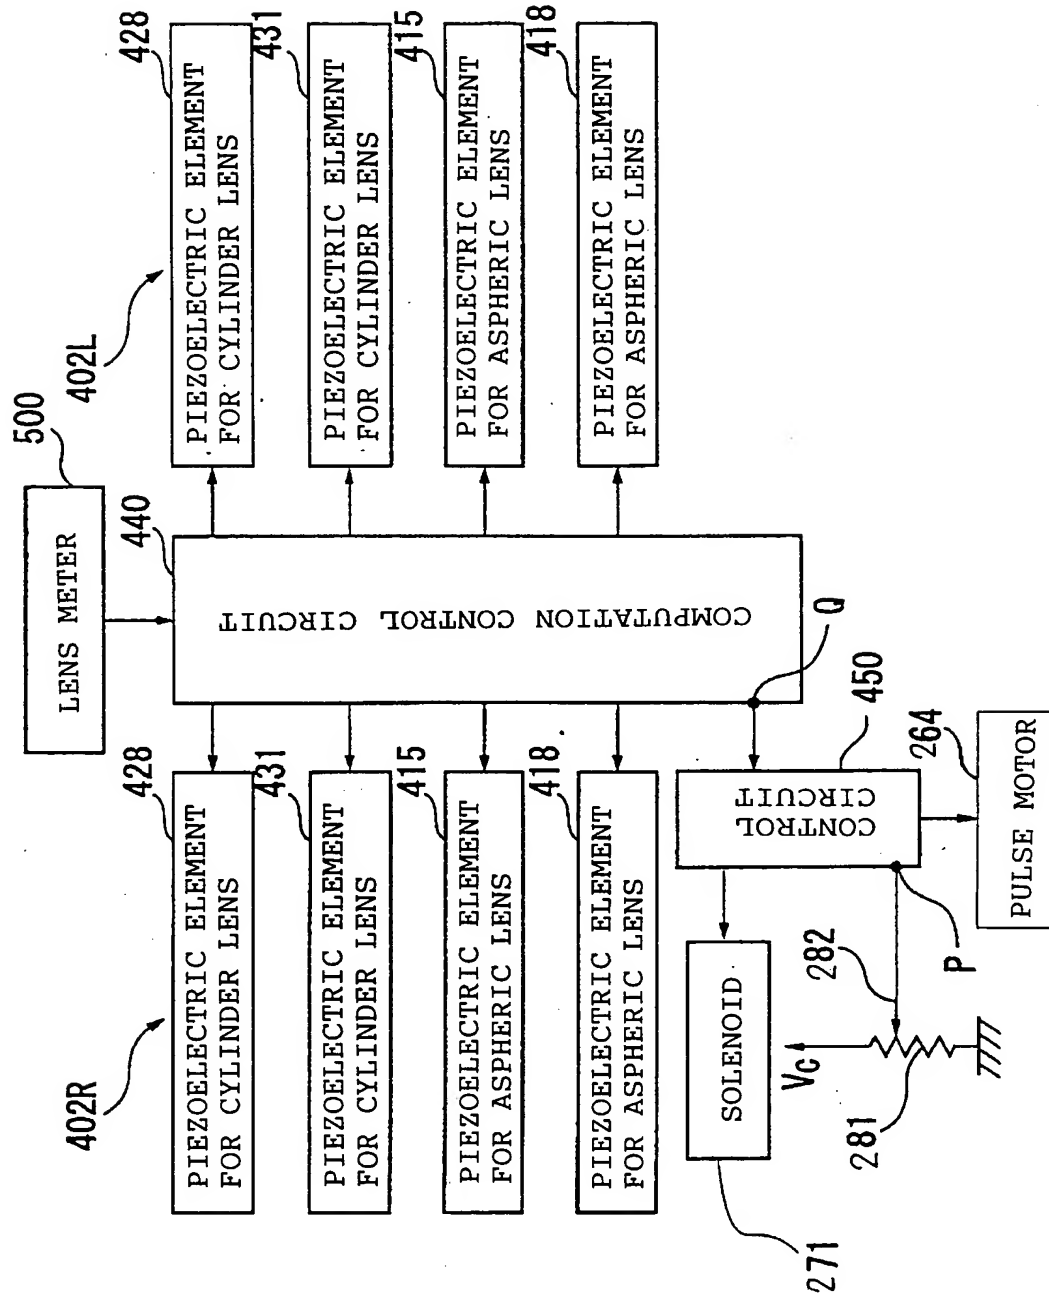 500
LENS METER
440
COMPUTATION CONTROL
CIRCUIT
402R
428
PIEZOELECTRIC ELEMENT
FOR CYLINDER LENS
431
PIEZOELECTRIC ELEMENT
FOR CYLINDER LENS
415
PIEZOELECTRIC ELEMENT
FOR ASPHERIC LENS
418
PIEZOELECTRIC ELEMENT
FOR ASPHERIC LENS
402L
428
PIEZOELECTRIC ELEMENT
FOR CYLINDER LENS
431
PIEZOELECTRIC ELEMENT
FOR CYLINDER LENS
415
PIEZOELECTRIC ELEMENT
FOR ASPHERIC LENS
418
PIEZOELECTRIC ELEMENT
FOR ASPHERIC LENS
Q
450
CONTROL
CIRCUIT
264
PULSE MOTOR
P
282
SOLENOID
271
Vc
281